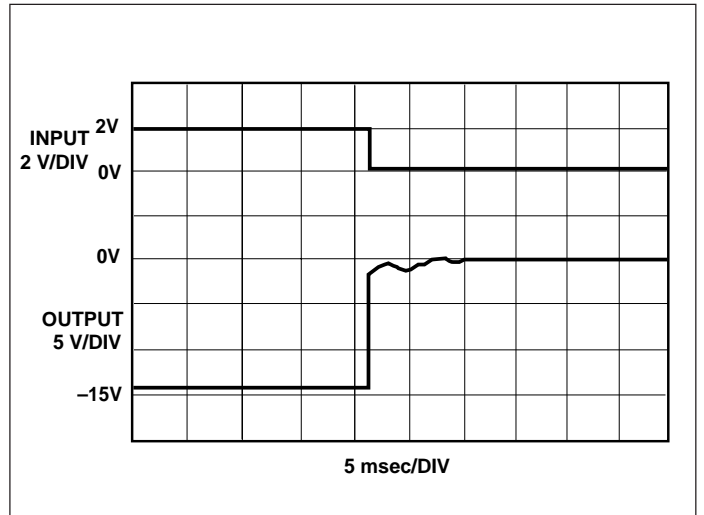 2V
INPUT
2 V/DIV
0V
0V
OUTPUT
5 V/DIV
–15V
5 msec/DIV